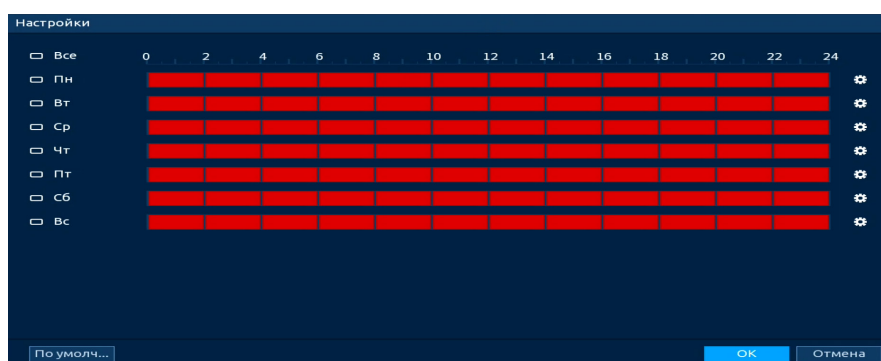 Настройки
Все 0 2 4 6 8 10 12 14 16 18 20 22 24
Пн
Вт
Ср
Чт
Пт
Сб
Вс
По умолч... OK Отмена